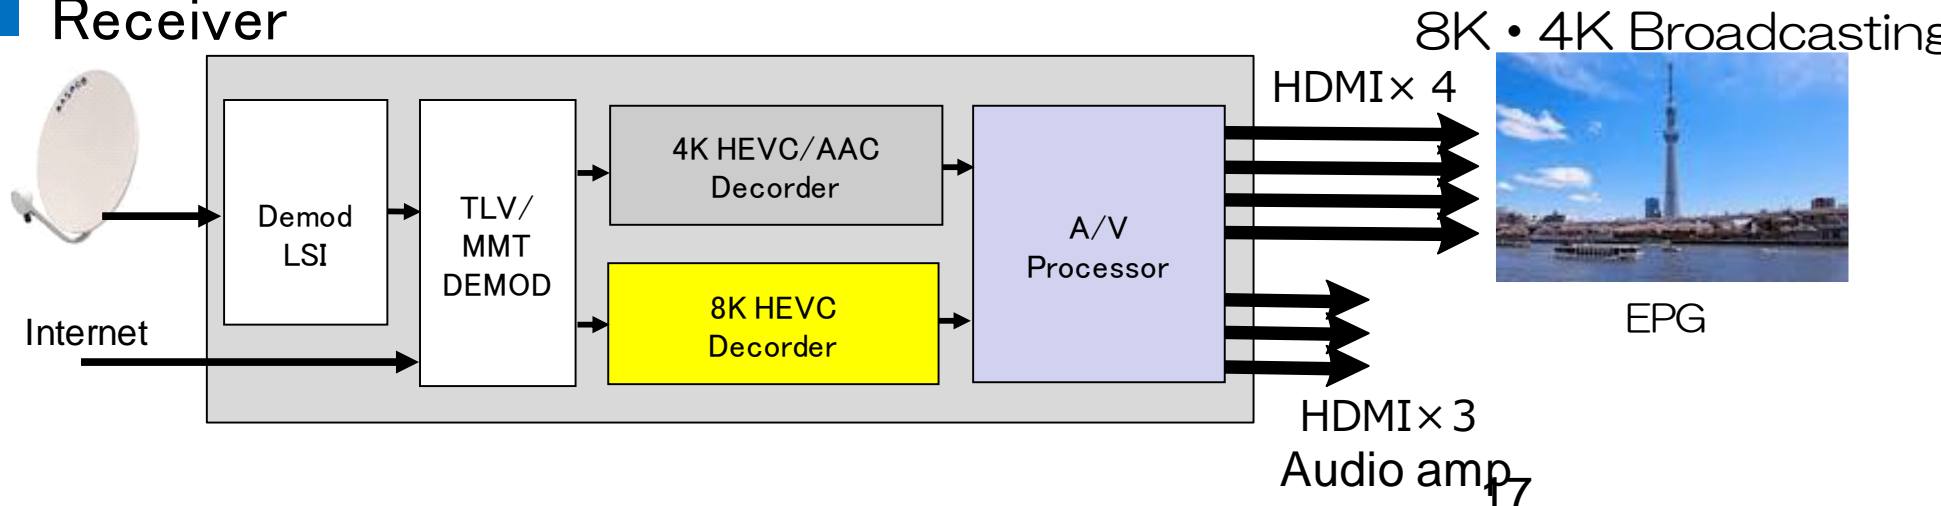 Receiver
8K・4K Broadcasting
HDMI× 4
4K HEVC/AAC
Decorder
Demod
LSI
TLV/
MMT
DEMOD
A/V
Processor
8K HEVC
Decorder
Internet
EPG
HDMI×3
Audio amp
17